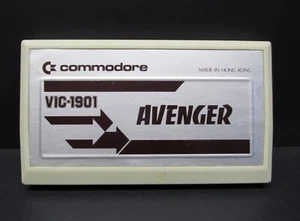 commodore
MADE IN HONG KONG
VIC-1901
AVENGER